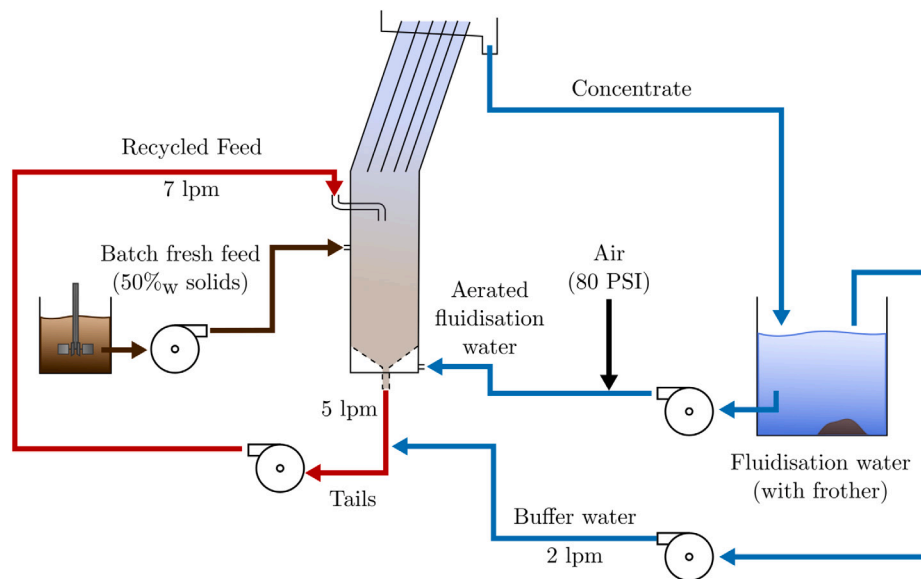 Concentrate
Recycled Feed
7 lpm
Batch fresh feed
(50%w solids)
Air
(80 PSI)
Aerated
fluidisation
water
5 lpm
Tails
Fluidisation water
(with frother)
Buffer water
2 lpm